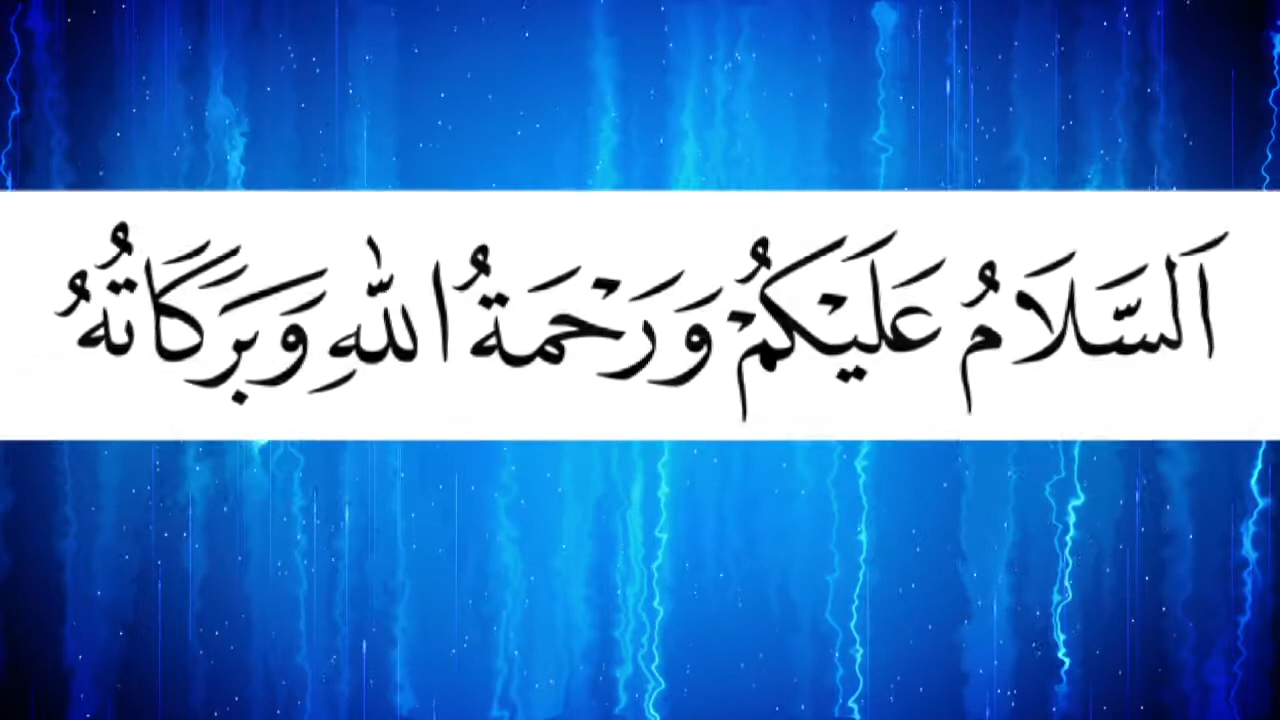 اَلسَّلَامُ عَلَيْكُمْ وَرَحْمَةُ اللهِ وَبَرَكَاتُهُ